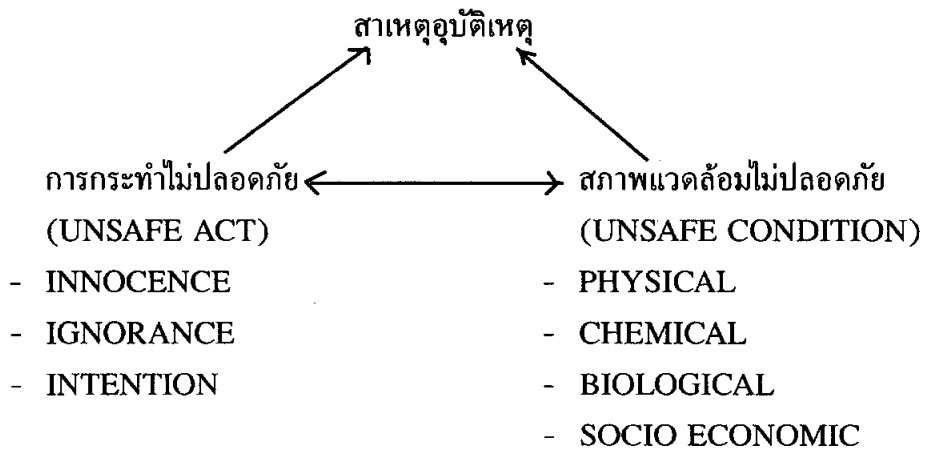 สาเหตุอุบัติเหตุ
การกระทำไม่ปลอดภัย
(UNSAFE ACT)
- INNOCENCE
- IGNORANCE
- INTENTION
สภาพแวดล้อมไม่ปลอดภัย
(UNSAFE CONDITION)
- PHYSICAL
- CHEMICAL
- BIOLOGICAL
- SOCIO ECONOMIC